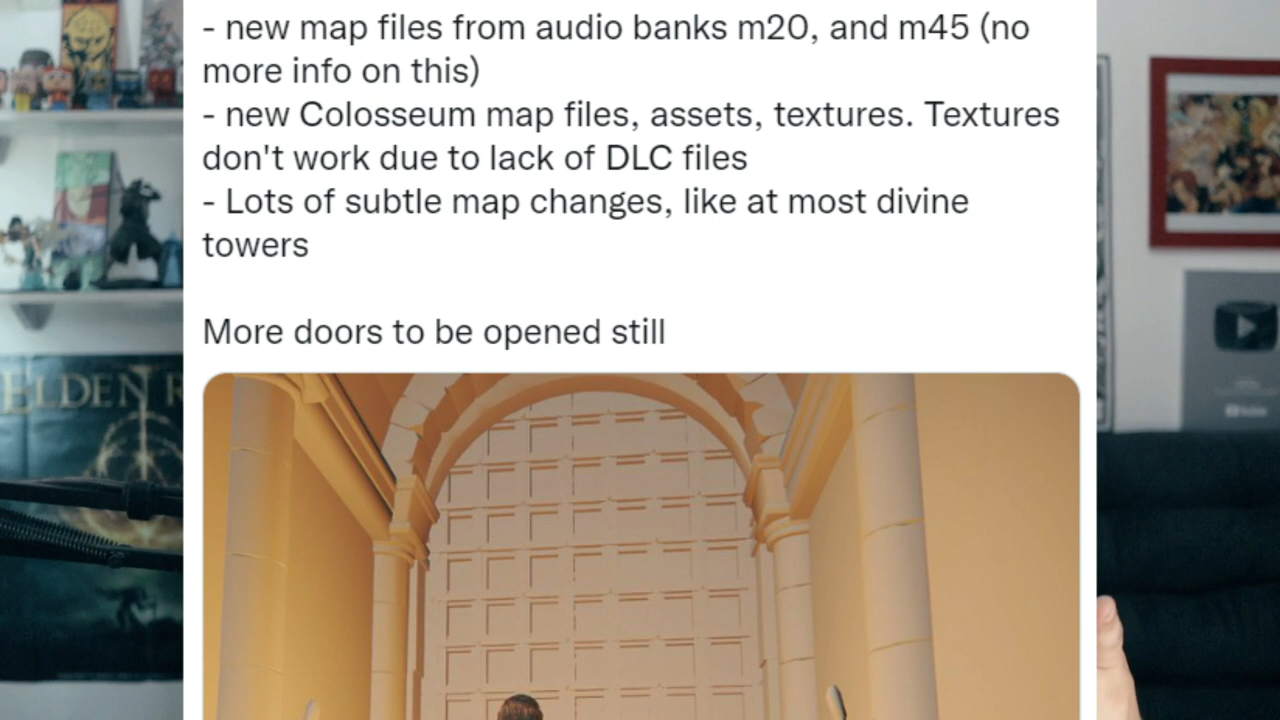 - new map files from audio banks m20, and m45 (no
more info on this)
- new Colosseum map files, assets, textures. Textures
don't work due to lack of DLC files
- Lots of subtle map changes, like at most divine
towers
More doors to be opened still
ELDEN R